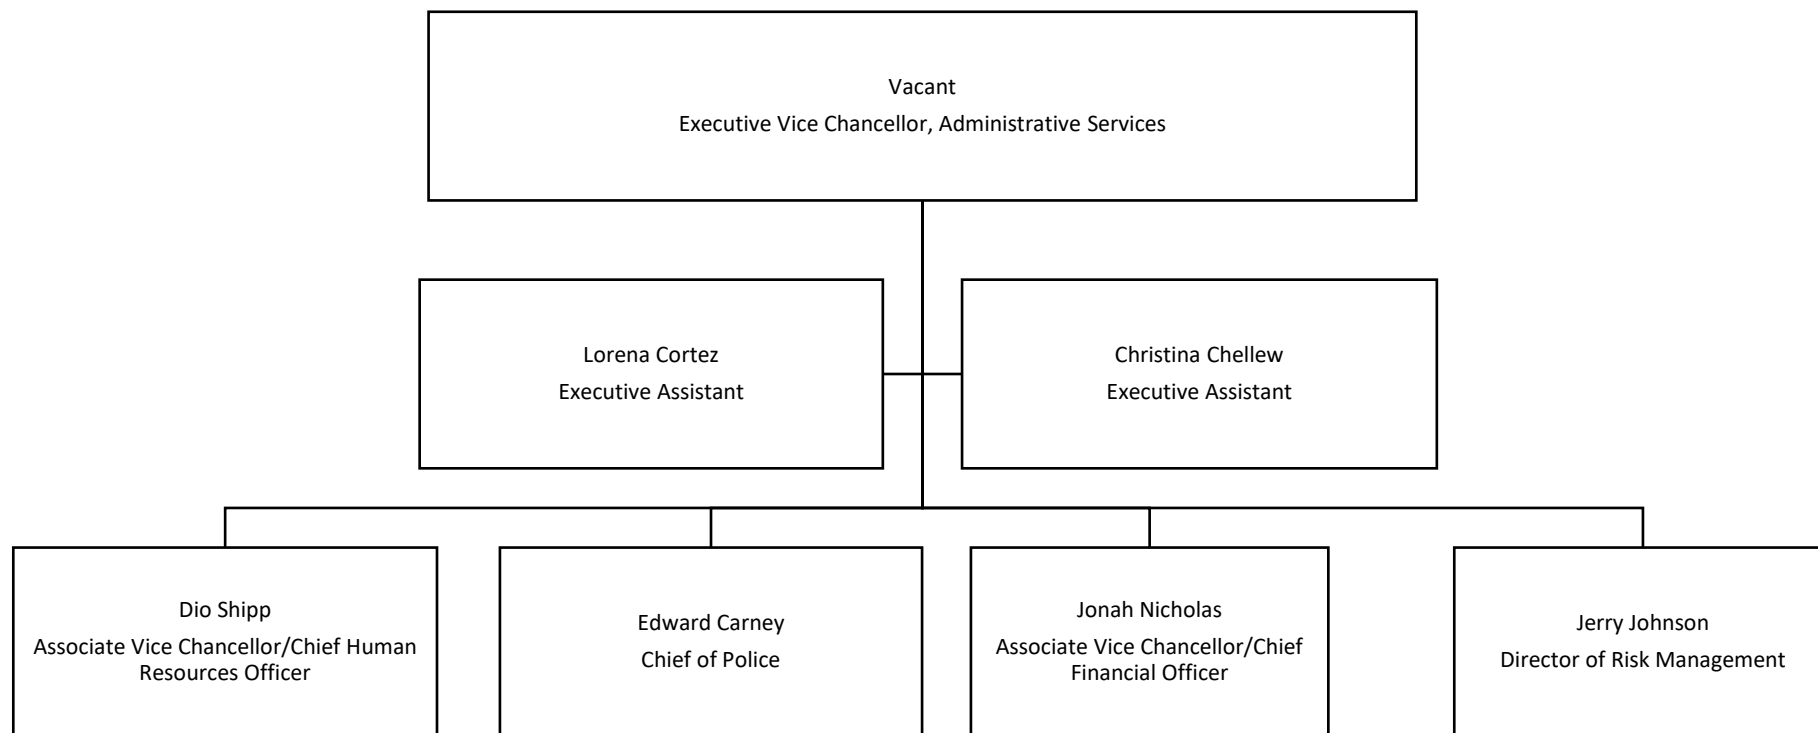 Vacant
Executive Vice Chancellor, Administrative Services
Lorena Cortez
Executive Assistant
Christina Chellew
Executive Assistant
Dio Shipp
Associate Vice Chancellor/Chief Human
Resources Officer
Edward Carney
Chief of Police
Jonah Nicholas
Associate Vice Chancellor/Chief
Financial Officer
Jerry Johnson
Director of Risk Management